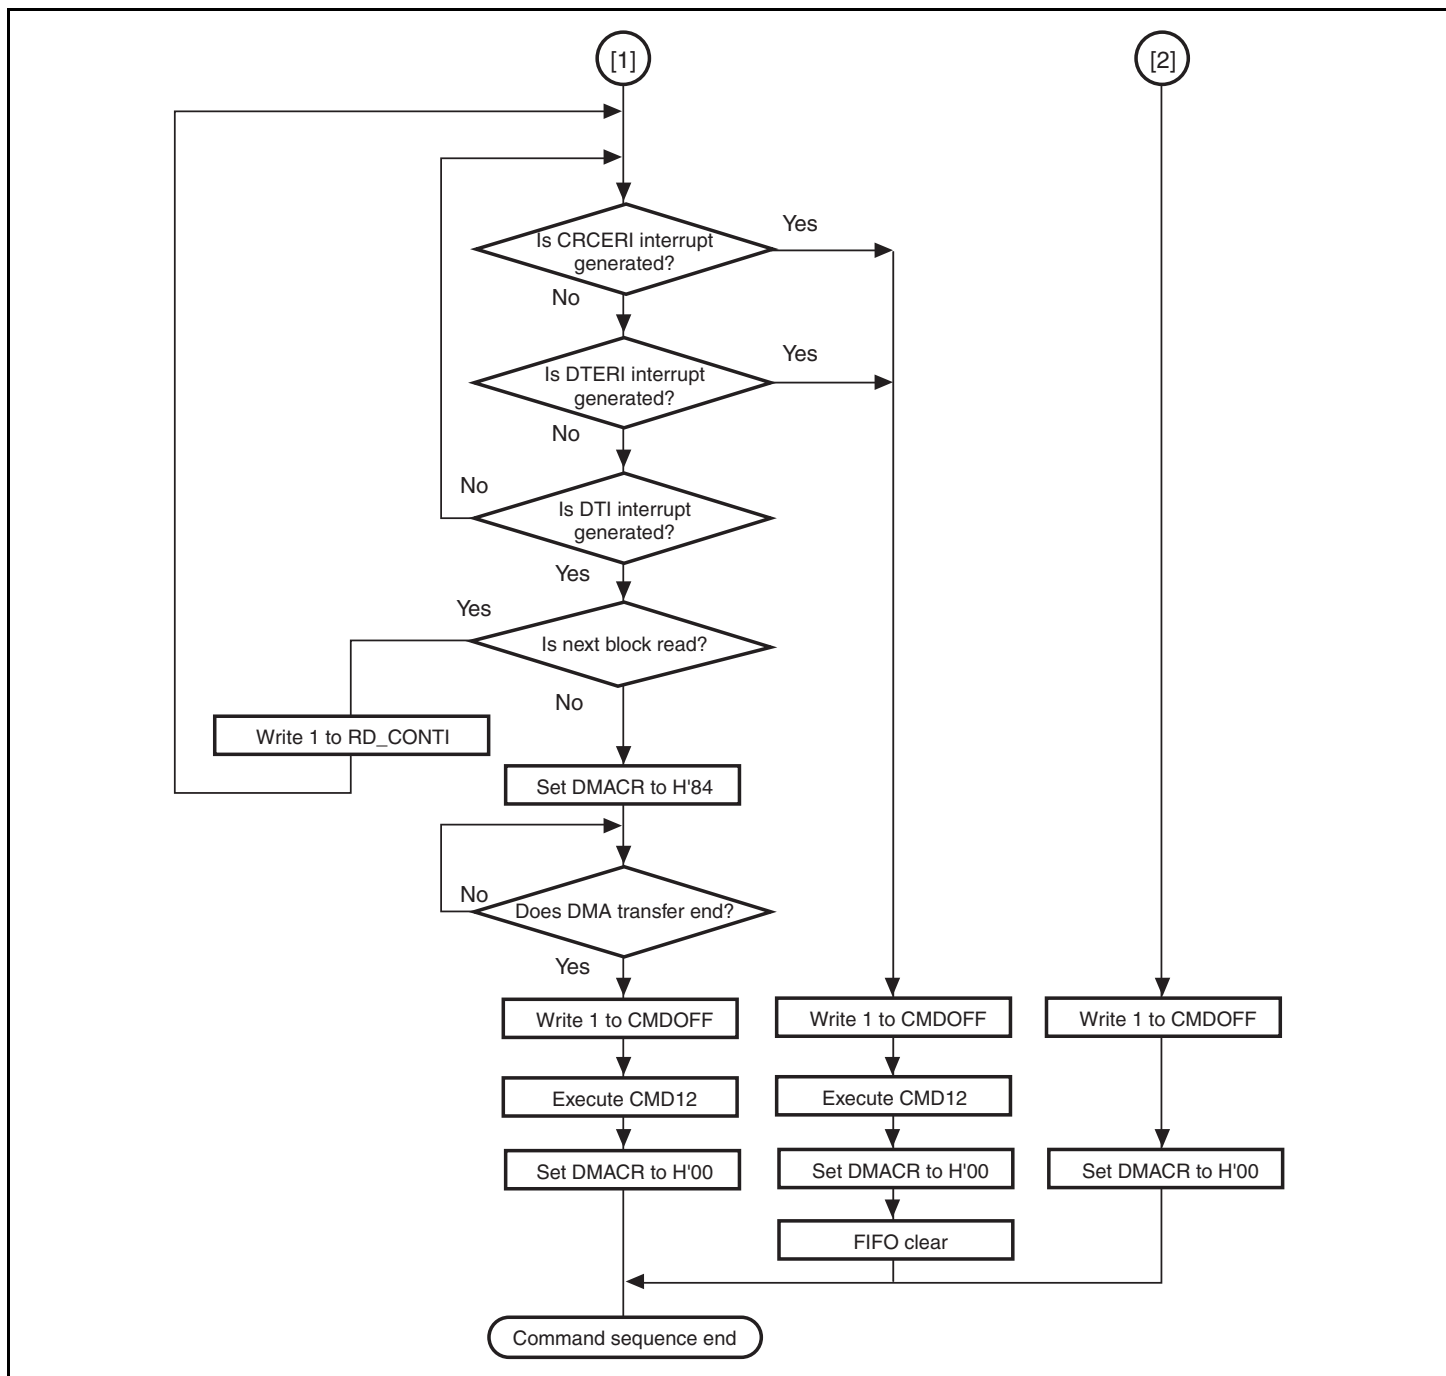 [1]
[2]
Is CRCERI interrupt
generated?
Yes
No
Is DTERI interrupt
generated?
Yes
No
Is DTI interrupt
generated?
No
Yes
Yes
Is next block read?
No
Write 1 to RD_CONTI
Set DMACR to H'84
No
Does DMA transfer end?
Yes
Write 1 to CMDOFF
Write 1 to CMDOFF
Write 1 to CMDOFF
Execute CMD12
Execute CMD12
Set DMACR to H'00
Set DMACR to H'00
Set DMACR to H'00
FIFO clear
Command sequence end